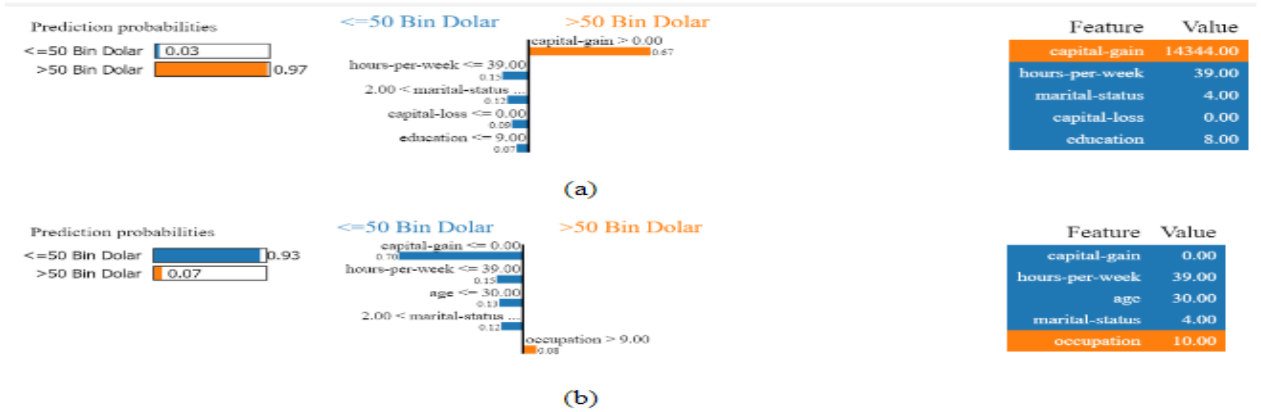 Prediction probabilities
<=50 Bin Dolar 0.03
>50 Bin Dolar 0.97
<=50 Bin Dolar >50 Bin Dolar
capital-gain > 0.00
0.67
hours-per-week <= 39.00
0.15
2.00 < marital-status ...
0.12
capital-loss <= 0.00
0.09
education <= 9.00
0.07
Feature Value
capital-gain 14344.00
hours-per-week 39.00
marital-status 4.00
capital-loss 0.00
education 8.00
(a)
Prediction probabilities
<=50 Bin Dolar 0.93
>50 Bin Dolar 0.07
<=50 Bin Dolar >50 Bin Dolar
capital-gain <= 0.00
0.70
hours-per-week <= 39.00
0.15
age <= 30.00
0.13
2.00 < marital-status ...
0.12
occupation > 9.00
0.08
Feature Value
capital-gain 0.00
hours-per-week 39.00
age 30.00
marital-status 4.00
occupation 10.00
(b)